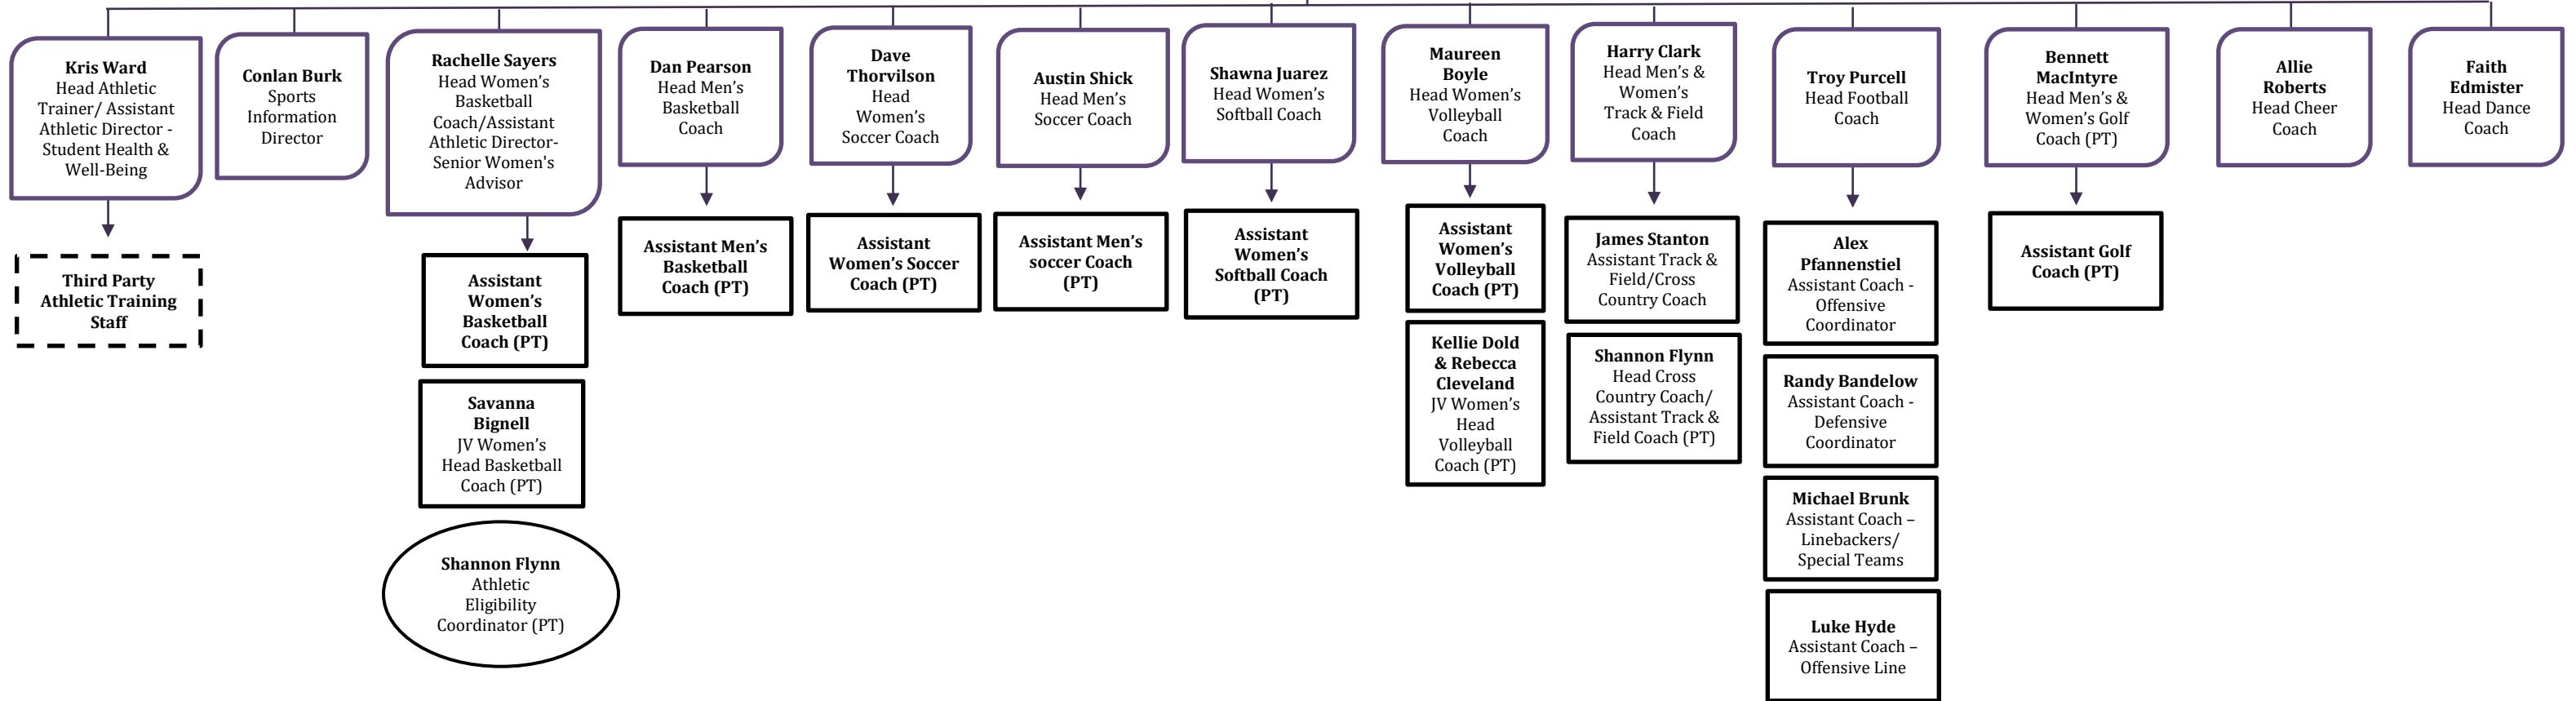 Kris Ward
Head Athletic
Trainer/ Assistant
Athletic Director -
Student Health &
Well-Being
Conlan Burk
Sports
Information
Director
Rachelle Sayers
Head Women's
Basketball
Coach/Assistant
Athletic Director-
Senior Women's
Advisor
Dan Pearson
Head Men's
Basketball
Coach
Dave
Thorvilson
Head
Women's
Soccer Coach
Austin Shick
Head Men's
Soccer Coach
Shawna Juarez
Head Women's
Softball Coach
Maureen
Boyle
Head Women's
Volleyball
Coach
Harry Clark
Head Men's &
Women's
Track & Field
Coach
Troy Purcell
Head Football
Coach
Bennett
MacIntyre
Head Men's &
Women's Golf
Coach (PT)
Allie
Roberts
Head Cheer
Coach
Faith
Edmister
Head Dance
Coach
Third Party
Athletic Training
Staff
Assistant
Women's
Basketball
Coach (PT)
Savanna
Bignell
JV Women's
Head Basketball
Coach (PT)
Shannon Flynn
Athletic
Eligibility
Coordinator (PT)
Assistant Men's
Basketball
Coach (PT)
Assistant
Women's Soccer
Coach (PT)
Assistant Men's
soccer Coach
(PT)
Assistant
Women's
Softball Coach
(PT)
Assistant
Women's
Volleyball
Coach (PT)
Kellie Dold
& Rebecca
Cleveland
JV Women's
Head
Volleyball
Coach (PT)
James Stanton
Assistant Track &
Field/Cross
Country Coach
Shannon Flynn
Head Cross
Country Coach/
Assistant Track &
Field Coach (PT)
Alex
Pfannenstiel
Assistant Coach -
Offensive
Coordinator
Randy Bandelow
Assistant Coach -
Defensive
Coordinator
Michael Brunk
Assistant Coach –
Linebackers/
Special Teams
Luke Hyde
Assistant Coach –
Offensive Line
Assistant Golf
Coach (PT)